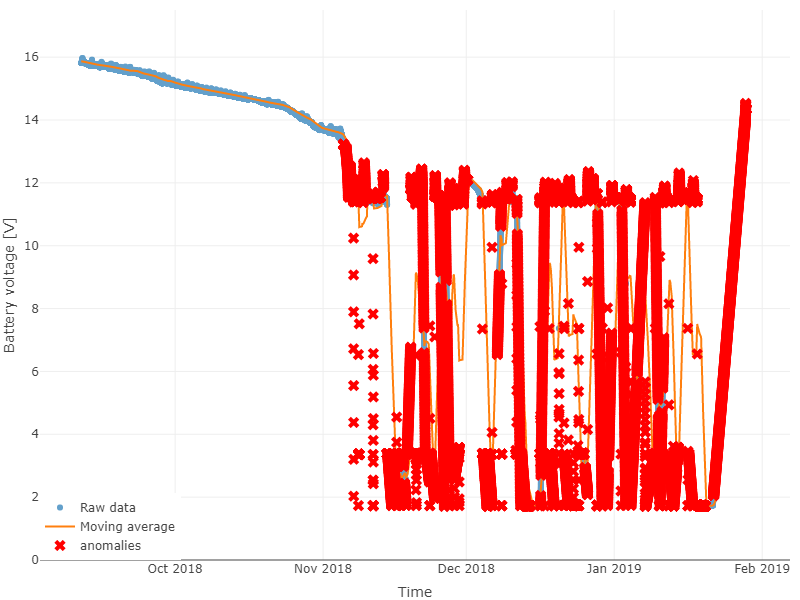 16
14
12
10
8
6
4
2
0
Battery voltage [V]
Raw data
Moving average
anomalies
Oct 2018
Nov 2018
Dec 2018
Jan 2019
Feb 2019
Time